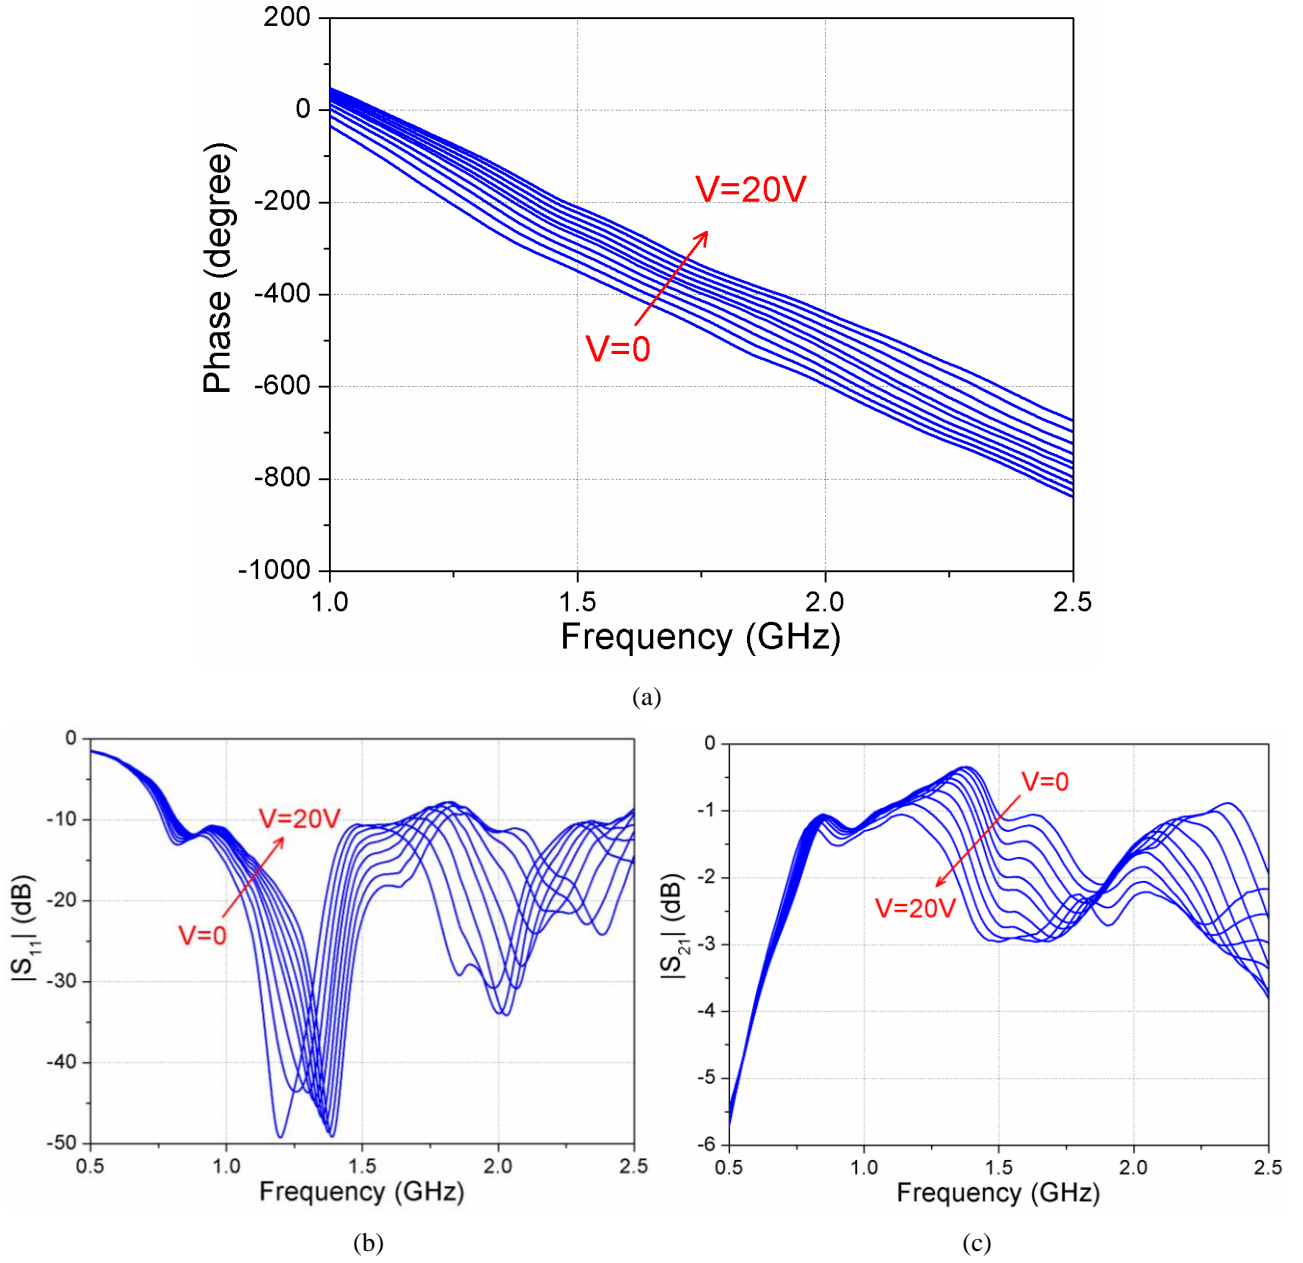 200
0
-200
-400
-600
-800
-1000
Phase (degree)
V=20V
V=0
1.0 1.5 2.0 2.5
Frequency (GHz)
(a)
0
-10
-20
-30
-40
-50
|S11| (dB)
V=20V
V=0
0.5 1.0 1.5 2.0 2.5
Frequency (GHz)
(b)
0
-1
-2
-3
-4
-5
-6
|S21| (dB)
V=0
V=20V
0.5 1.0 1.5 2.0 2.5
Frequency (GHz)
(c)